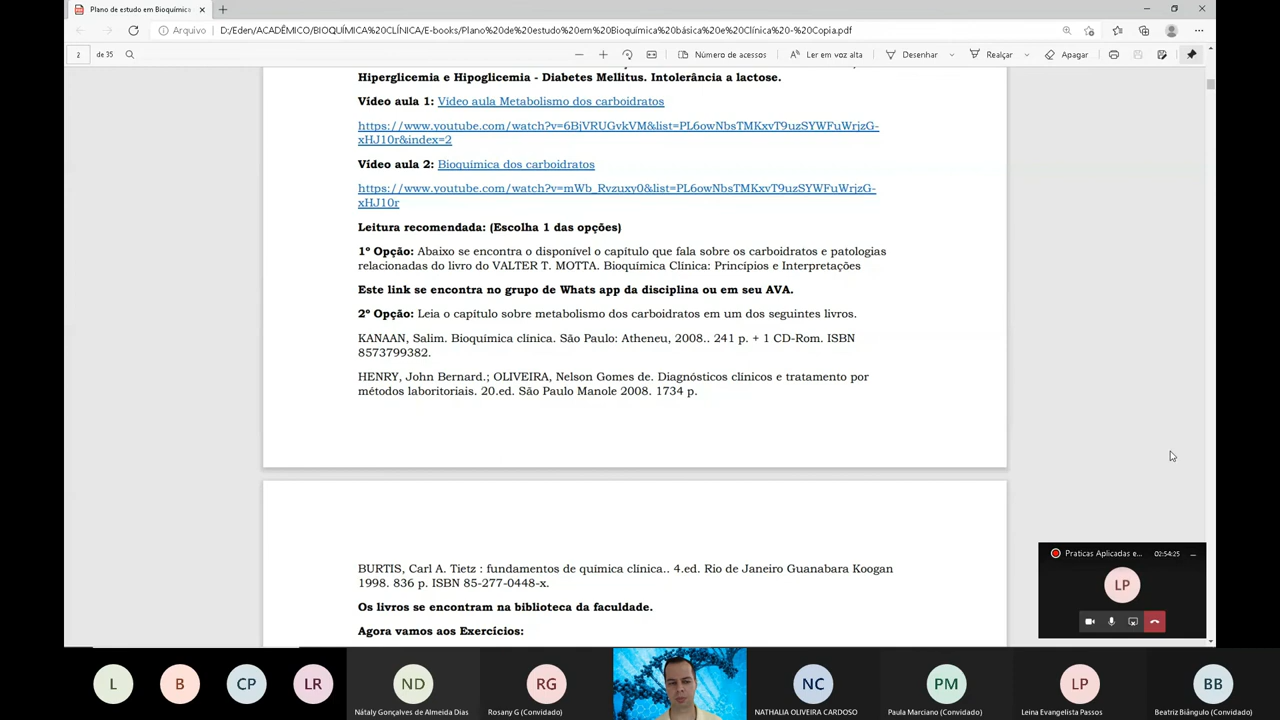 Plano de estudo em Bioquímica
Arquivo
D:/Eden/ACADÊMICO/BIOQUÍMICA%20CLÍNICA/E-books/Plano%20de%20estudo%20em%20Bioquímica%20básica%20e%20Clínica%20-%20Copia.pdf
2 de 35
Número de acessos
Ler em voz alta
Desenhar
Realçar
Apagar
Hiperglicemia e Hipoglicemia - Diabetes Mellitus. Intolerância a lactose.
Vídeo aula 1: Vídeo aula Metabolismo dos carboidratos
https://www.youtube.com/watch?v=6BjVRUGvkVM&list=PL6owNbsTMKxvT9uzSYWFuWrjzG-
xHJ10r&index=2
Vídeo aula 2: Bioquímica dos carboidratos
https://www.youtube.com/watch?v=mWb_Rvzuxy0&list=PL6owNbsTMKxvT9uzSYWFuWrjzG-
xHJ10r
Leitura recomendada: (Escolha 1 das opções)
1º Opção: Abaixo se encontra o disponível o capítulo que fala sobre os carboidratos e patologias
relacionadas do livro do VALTER T. MOTTA. Bioquímica Clínica: Princípios e Interpretações
Este link se encontra no grupo de Whats app da disciplina ou em seu AVA.
2º Opção: Leia o capítulo sobre metabolismo dos carboidratos em um dos seguintes livros.
KANAAN, Salim. Bioquímica clínica. São Paulo: Atheneu, 2008.. 241 p. + 1 CD-Rom. ISBN
8573799382.
HENRY, John Bernard.; OLIVEIRA, Nelson Gomes de. Diagnósticos clínicos e tratamento por
métodos laboritoriais. 20.ed. São Paulo Manole 2008. 1734 p.
BURTIS, Carl A. Tietz : fundamentos de química clínica.. 4.ed. Rio de Janeiro Guanabara Koogan
1998. 836 p. ISBN 85-277-0448-x.
Os livros se encontram na biblioteca da faculdade.
Agora vamos aos Exercícios:
Praticas Aplicadas e...
02:54:25
LP
L
B
CP
LR
ND
RG
NC
PM
LP
BB
Nátaly Gonçalves de Almeida Dias
Rosany G (Convidado)
NATHALIA OLIVEIRA CARDOSO
Paula Marciano (Convidado)
Leina Evangelista Passos
Beatriz Biângulo (Convidado)